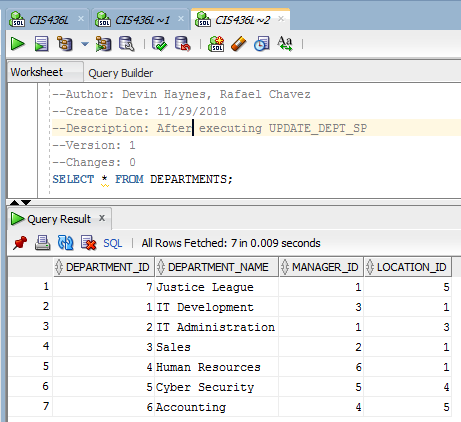 CIS436L CIS436L~1 CIS436L~2
SQL
Aa
Worksheet Query Builder
--Author: Devin Haynes, Rafael Chavez
--Create Date: 11/29/2018
--Description: After executing UPDATE_DEPT_SP
--Version: 1
--Changes: 0
SELECT * FROM DEPARTMENTS;
Query Result
SQL | All Rows Fetched: 7 in 0.009 seconds
DEPARTMENT_ID DEPARTMENT_NAME MANAGER_ID LOCATION_ID
1 7 Justice League 1 5
2 1 IT Development 3 1
3 2 IT Administration 1 3
4 3 Sales 2 1
5 4 Human Resources 6 1
6 5 Cyber Security 5 4
7 6 Accounting 4 5